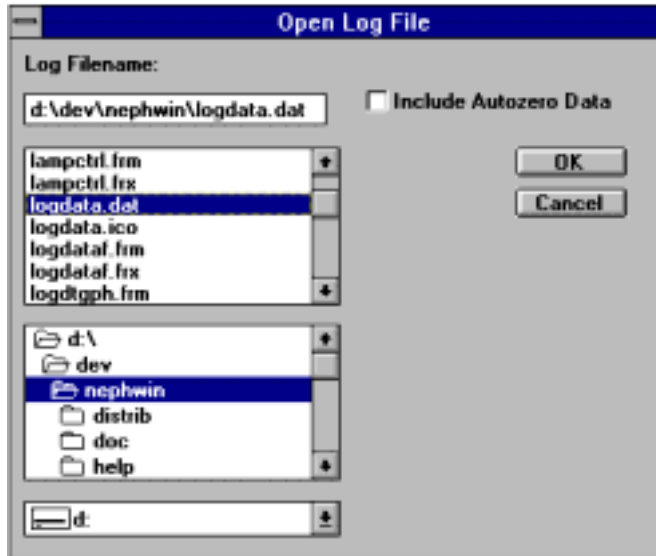 Open Log File
Log Filename:
d:\dev\nephwin\logdata.dat
Include Autozero Data
lampctrl.frm
lampctrl.frx
logdata.dat
logdata.ico
logdataf.frm
logdataf.frx
logdtgph.frm
OK
Cancel
d:\
dev
nephwin
distrib
doc
help
d: